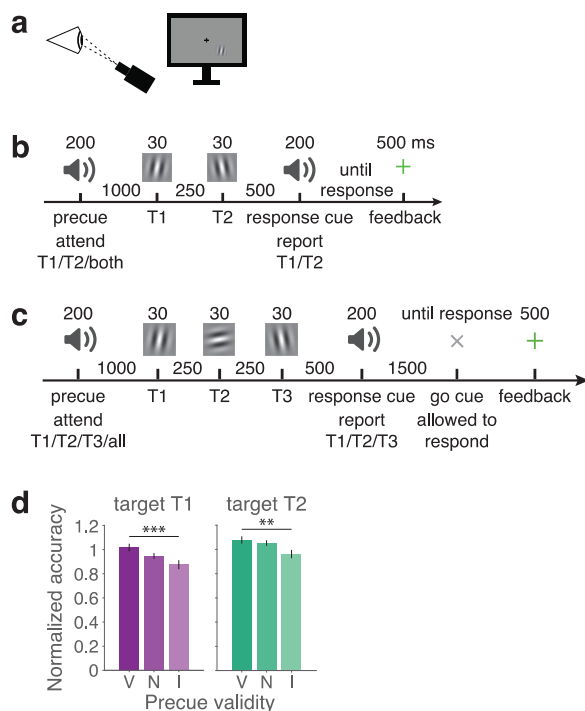 a
b
200 30 30 200 500 ms
until
1000 250 500 response
precue T1 T2 response cue feedback
attend report
T1/T2/both T1/T2
c
200 30 30 30 200 until response 500
1000 250 250 500 1500
precue T1 T2 T3 response cue go cue feedback
attend report allowed to
T1/T2/T3/all T1/T2/T3 respond
d
target T1 target T2
Normalized accuracy
1.2
1
0.8
0.6
0.4
0.2
0
*** **
V N I V N I
Precue validity